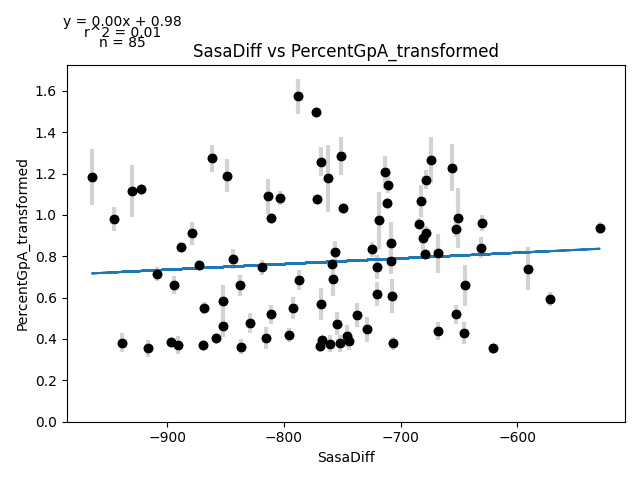 y = 0.00x + 0.98
r^2 = 0.01
n = 85
SasaDiff vs PercentGpA_transformed
PercentGpA_transformed
1.6
1.4
1.2
1.0
0.8
0.6
0.4
0.2
0.0
−900 −800 −700 −600
SasaDiff